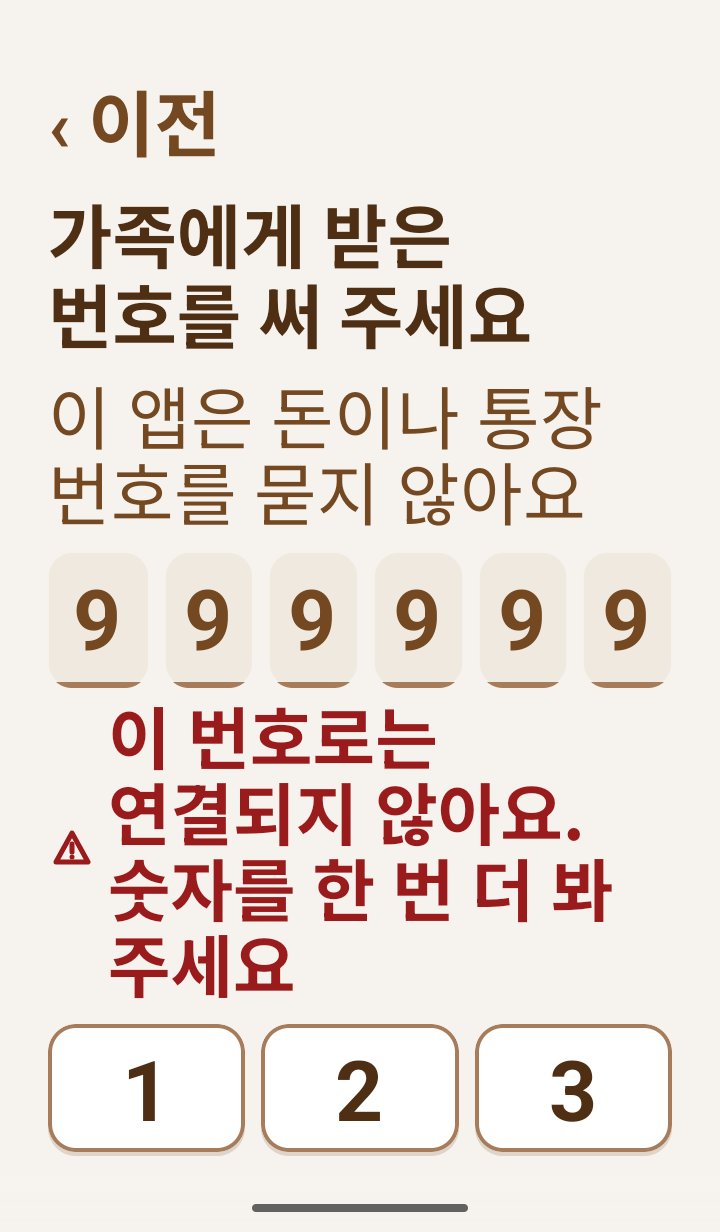 ‹ 이전
가족에게 받은
번호를 써 주세요
이 앱은 돈이나 통장
번호를 묻지 않아요
9 9 9 9 9 9
이 번호로는
연결되지 않아요.
숫자를 한 번 더 봐
주세요
1 2 3